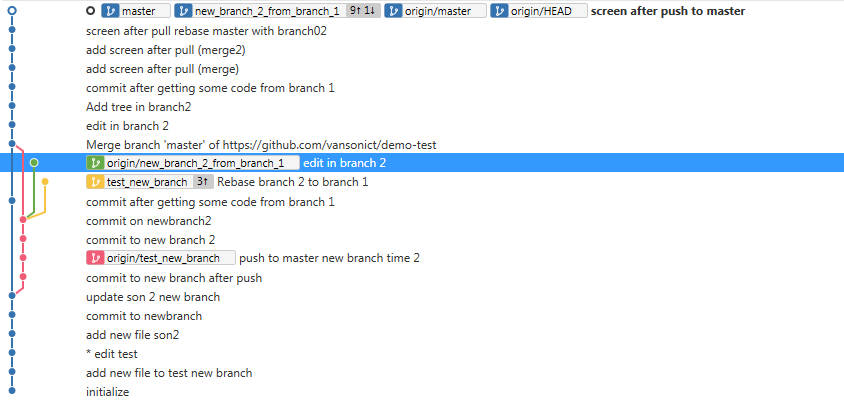 master new_branch_2_from_branch_1 9↑ 1↓ origin/master origin/HEAD screen after push to master
screen after pull rebase master with branch02
add screen after pull (merge2)
add screen after pull (merge)
commit after getting some code from branch 1
Add tree in branch2
edit in branch 2
Merge branch 'master' of https://github.com/vansonict/demo-test
origin/new_branch_2_from_branch_1 edit in branch 2
test_new_branch 3↑ Rebase branch 2 to branch 1
commit after getting some code from branch 1
commit on newbranch2
commit to new branch 2
origin/test_new_branch push to master new branch time 2
commit to new branch after push
update son 2 new branch
commit to newbranch
add new file son2
* edit test
add new file to test new branch
initialize